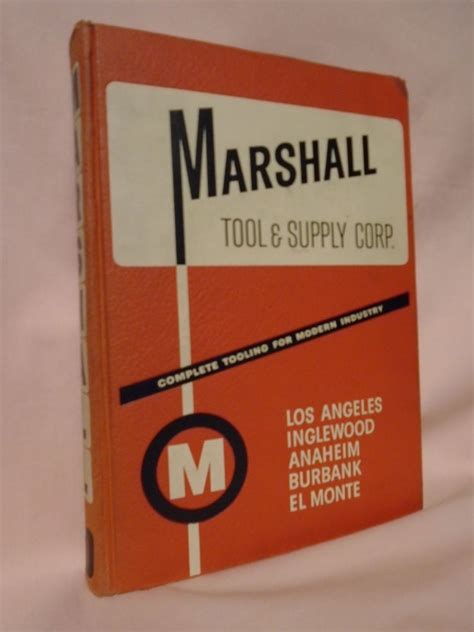 MARSHALL
TOOL & SUPPLY CORP.
COMPLETE TOOLING FOR MODERN INDUSTRY
M
LOS ANGELES
INGLEWOOD
ANAHEIM
BURBANK
EL MONTE